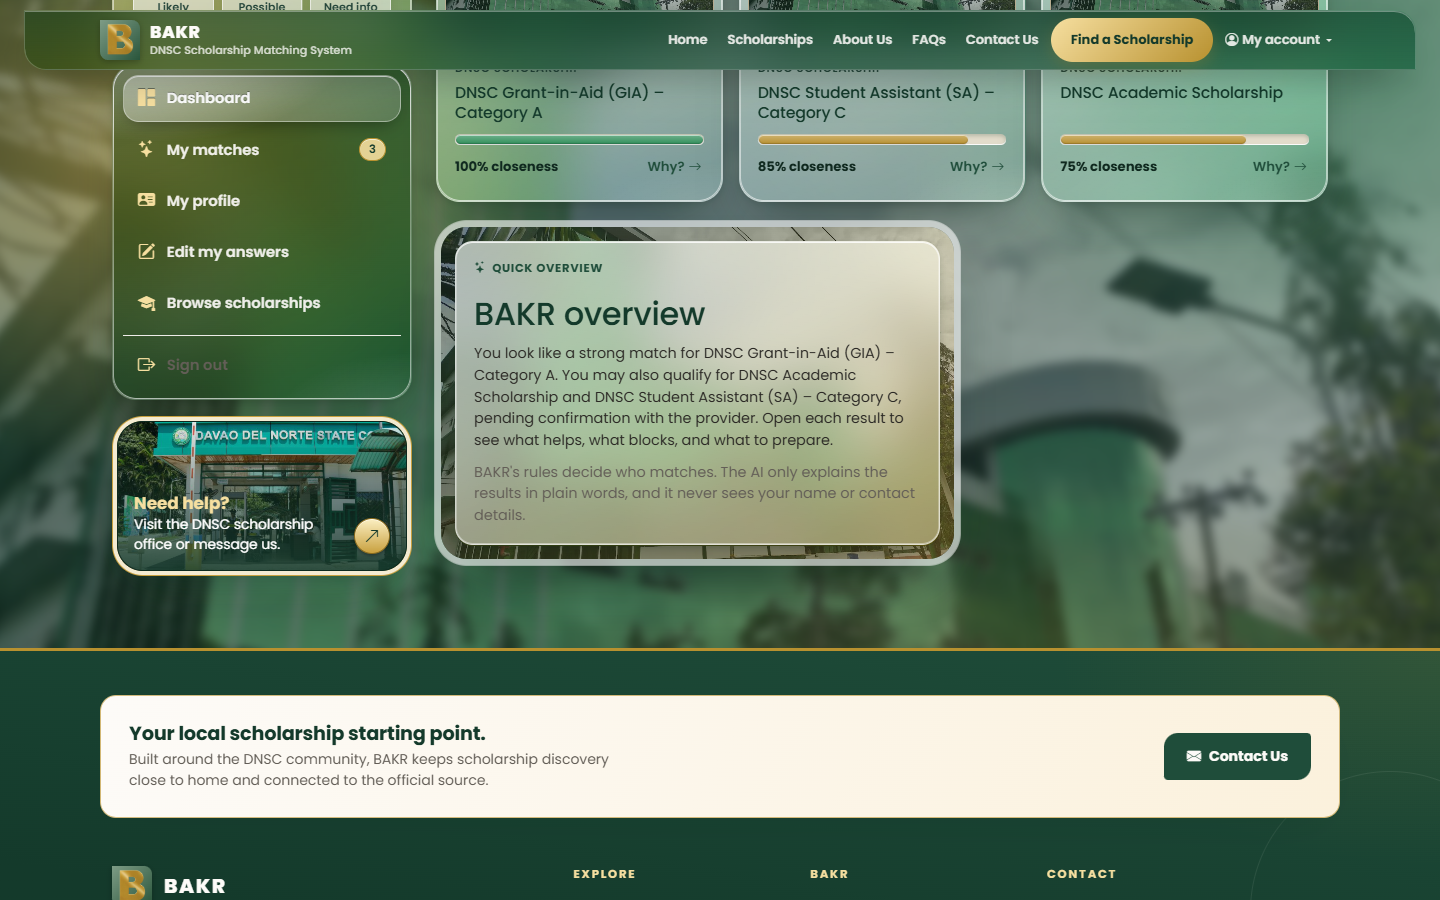 Likely
Possible
Need info
BAKR
DNSC Scholarship Matching System
Home
Scholarships
About Us
FAQs
Contact Us
Find a Scholarship
My account
Dashboard
My matches
3
My profile
Edit my answers
Browse scholarships
Sign out
DAVAO DEL NORTE STATE
Need help?
Visit the DNSC scholarship
office or message us.
DNSC Grant-in-Aid (GIA) –
Category A
100% closeness
Why? →
DNSC Student Assistant (SA) –
Category C
85% closeness
Why? →
DNSC Academic Scholarship
75% closeness
Why? →
QUICK OVERVIEW
BAKR overview
You look like a strong match for DNSC Grant-in-Aid (GIA) –
Category A. You may also qualify for DNSC Academic
Scholarship and DNSC Student Assistant (SA) – Category C,
pending confirmation with the provider. Open each result to
see what helps, what blocks, and what to prepare.
BAKR's rules decide who matches. The AI only explains the
results in plain words, and it never sees your name or contact
details.
Your local scholarship starting point.
Built around the DNSC community, BAKR keeps scholarship discovery
close to home and connected to the official source.
Contact Us
BAKR
EXPLORE
BAKR
CONTACT